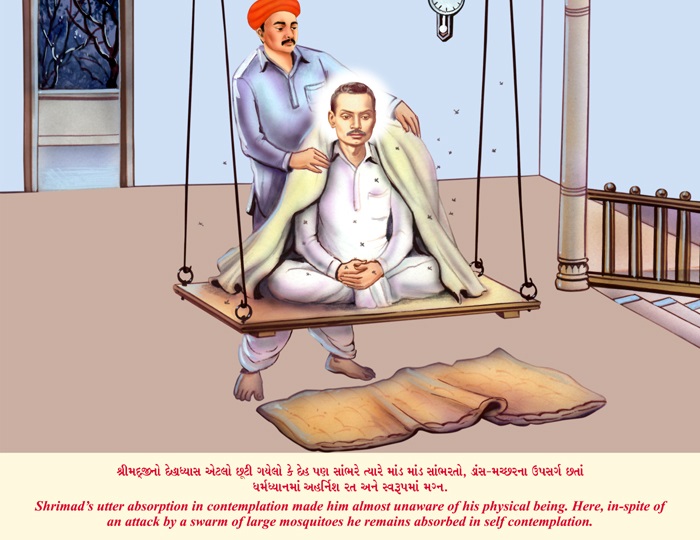 શ્રીમદ્જીનો દેહાધ્યાસ એટલો છૂટી ગયેલો કે દેહ પણ સાંભરે ત્યારે માંડ માંડ સાંભરતો, ડાંસ-મચ્છરના ઉપસર્ગ છતાં
ધર્મધ્યાનમાં અહર્નિશ રત અને સ્વરૂપમાં મગ્ન.
Shrimad's utter absorption in contemplation made him almost unaware of his physical being. Here, in-spite of
an attack by a swarm of large mosquitoes he remains absorbed in self contemplation.